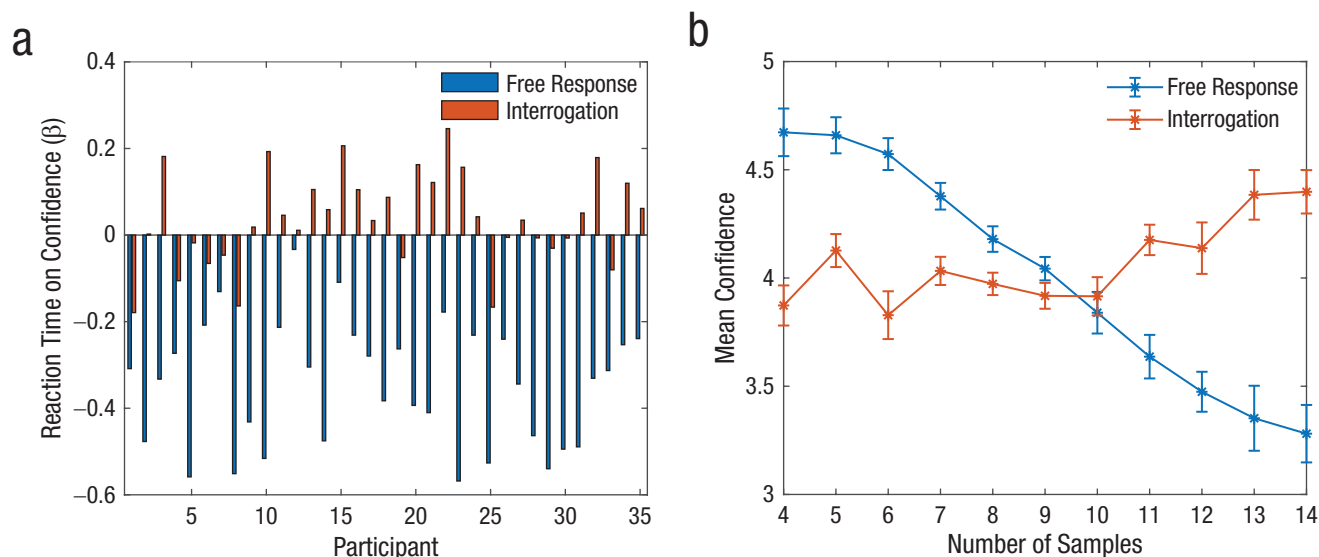 a
0.4
0.2
0
−0.2
−0.4
−0.6
Reaction Time on Confidence (β)
Free Response
Interrogation
5 10 15 20 25 30 35
Participant
b
5
4.5
4
3.5
3
Mean Confidence
Free Response
Interrogation
4 5 6 7 8 9 10 11 12 13 14
Number of Samples